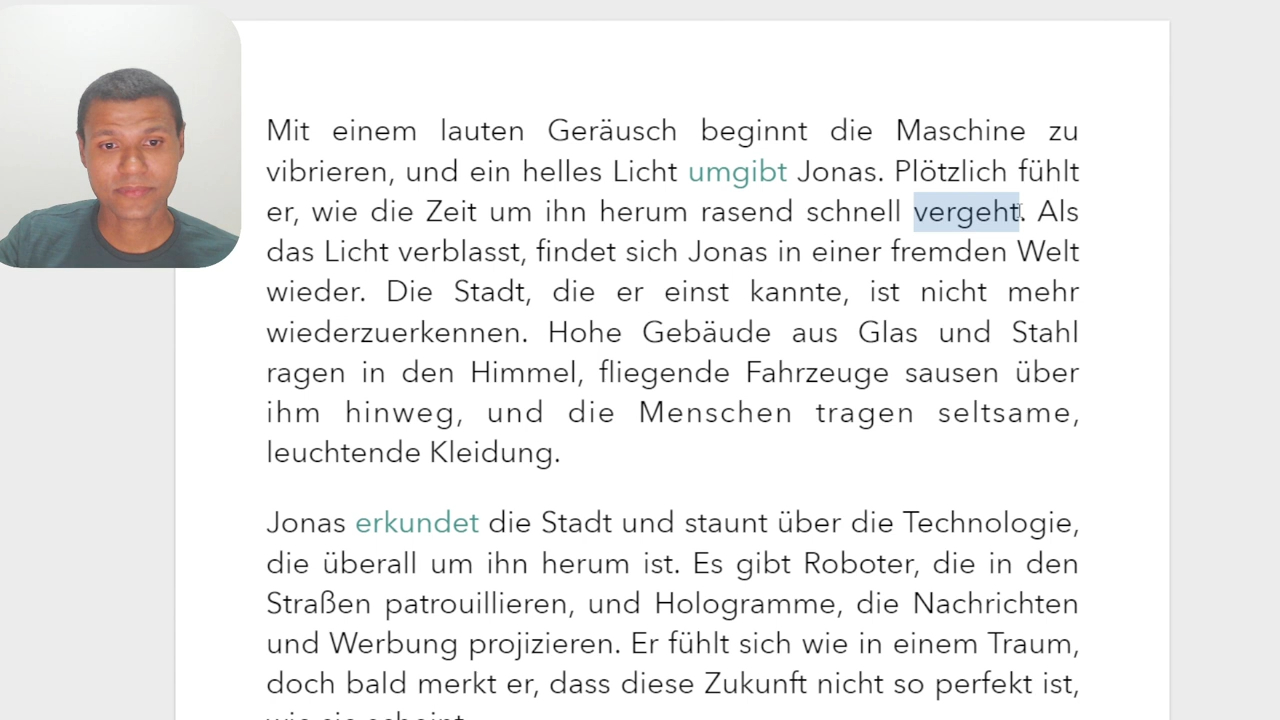 Mit einem lauten Geräusch beginnt die Maschine zu
vibrieren, und ein helles Licht umgibt Jonas. Plötzlich fühlt
er, wie die Zeit um ihn herum rasend schnell vergeht. Als
das Licht verblasst, findet sich Jonas in einer fremden Welt
wieder. Die Stadt, die er einst kannte, ist nicht mehr
wiederzuerkennen. Hohe Gebäude aus Glas und Stahl
ragen in den Himmel, fliegende Fahrzeuge sausen über
ihm hinweg, und die Menschen tragen seltsame,
leuchtende Kleidung.
Jonas erkundet die Stadt und staunt über die Technologie,
die überall um ihn herum ist. Es gibt Roboter, die in den
Straßen patrouillieren, und Hologramme, die Nachrichten
und Werbung projizieren. Er fühlt sich wie in einem Traum,
doch bald merkt er, dass diese Zukunft nicht so perfekt ist,
wie sie scheint.